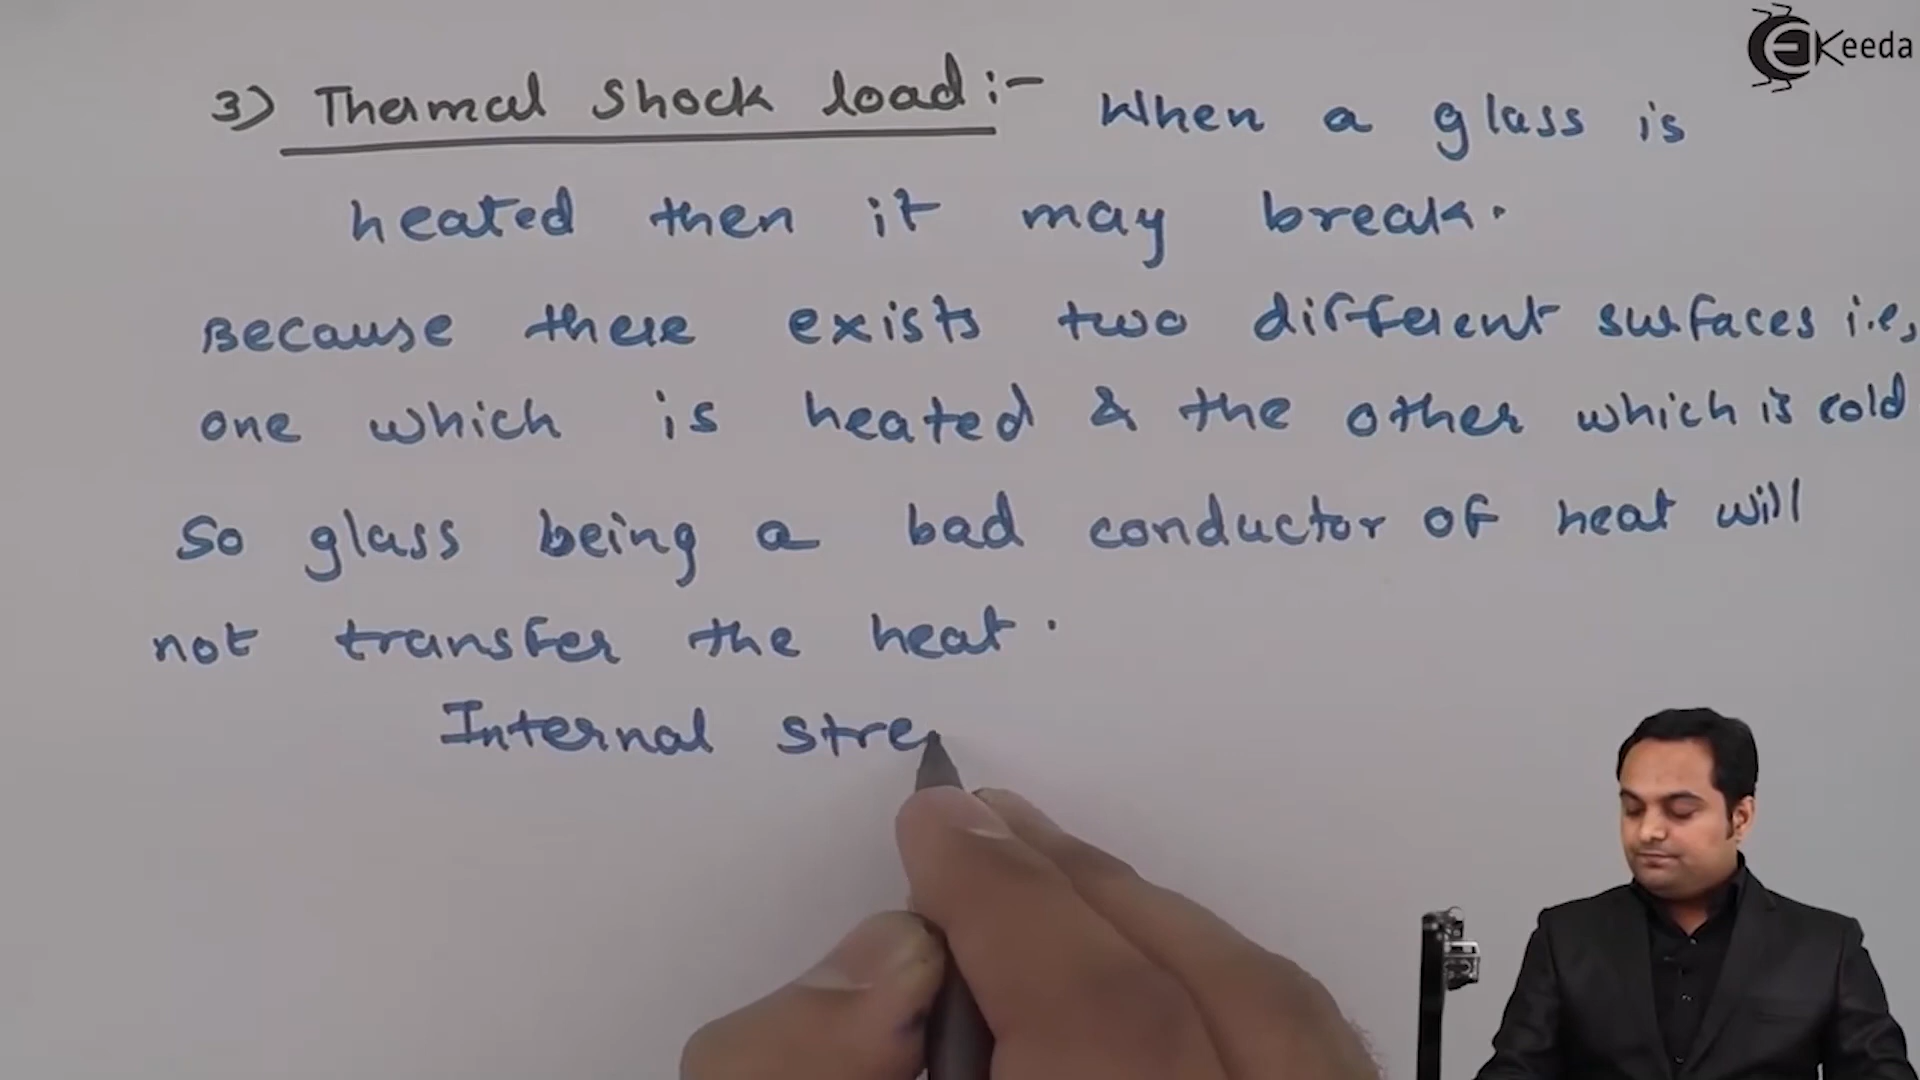 Keeda
3) Thermal Shock load :- When a glass is
heated then it may break.
Because there exists two different surfaces i.e,
one which is heated & the other which is cold
So glass being a bad conductor of heat will
not transfer the heat.
Internal stre